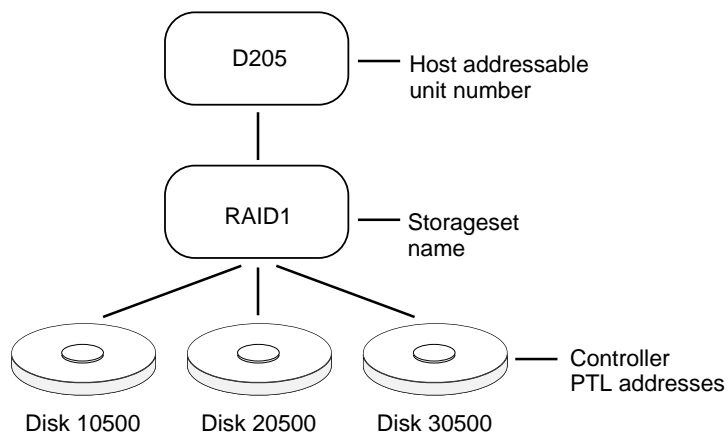 D205
Host addressable
unit number
RAID1
Storageset
name
Controller
PTL addresses
Disk 10500
Disk 20500
Disk 30500